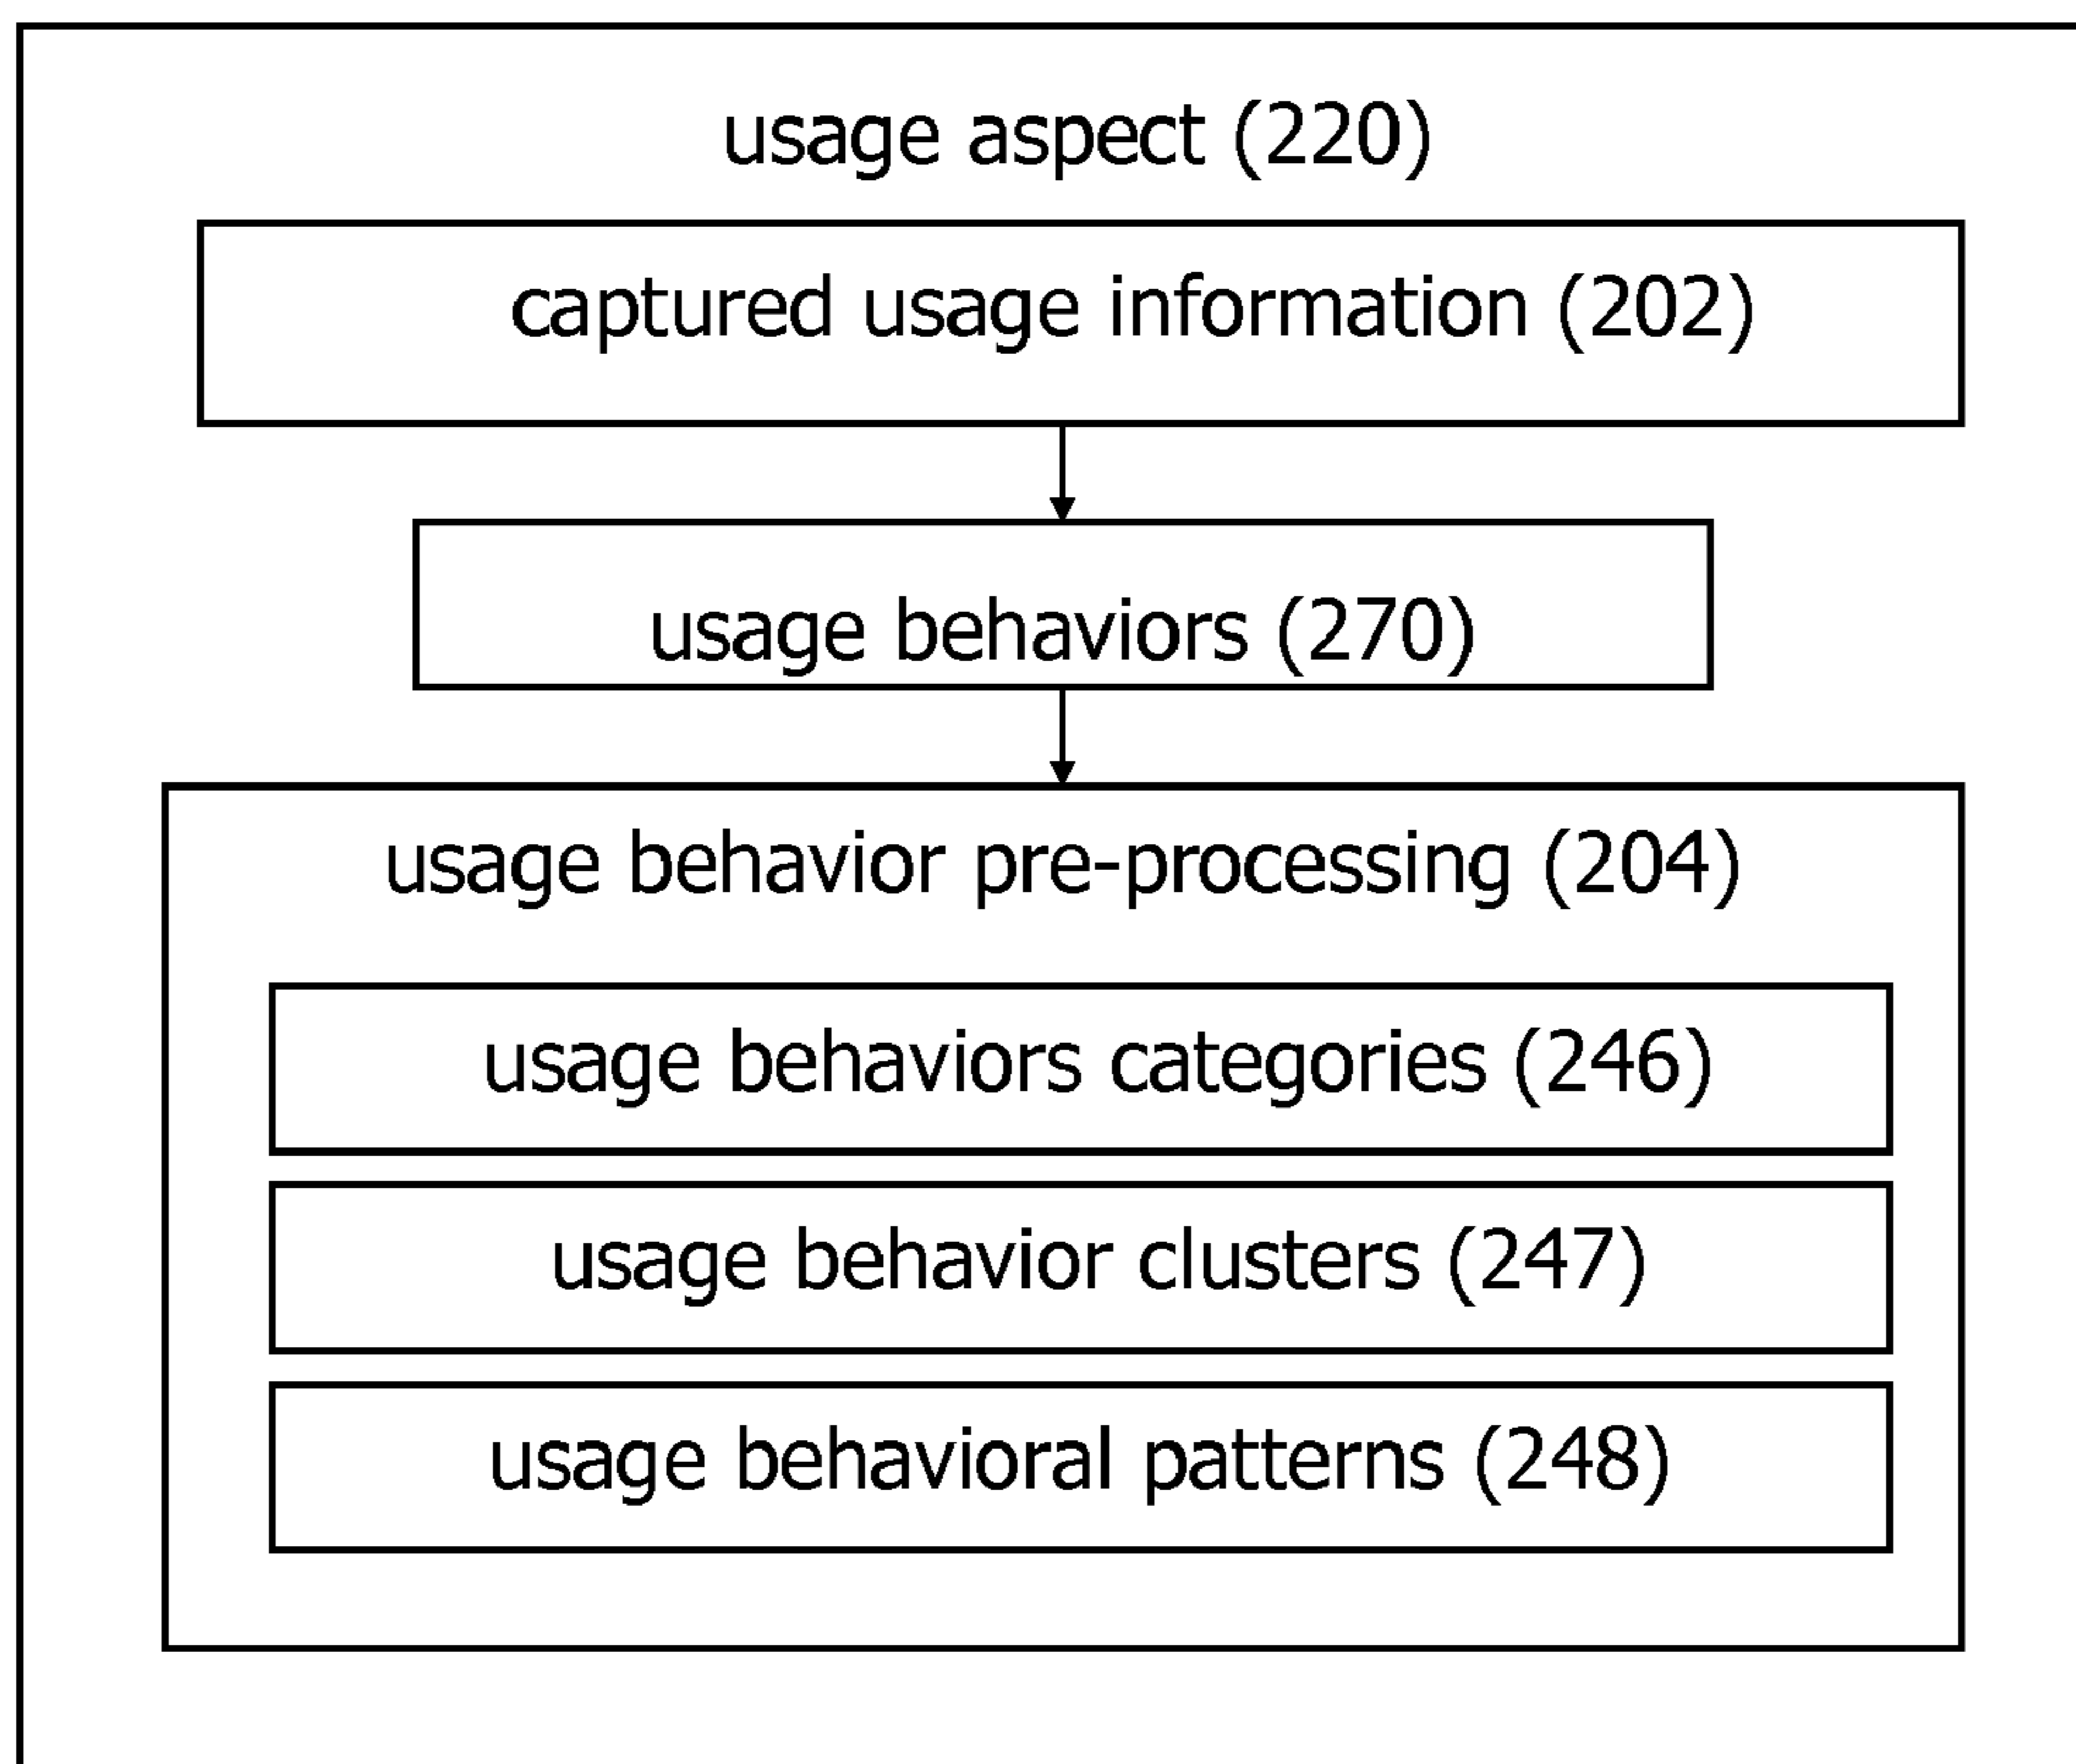 usage aspect (220)
captured usage information (202)
usage behaviors (270)
usage behavior pre-processing (204)
usage behaviors categories (246)
usage behavior clusters (247)
usage behavioral patterns (248)